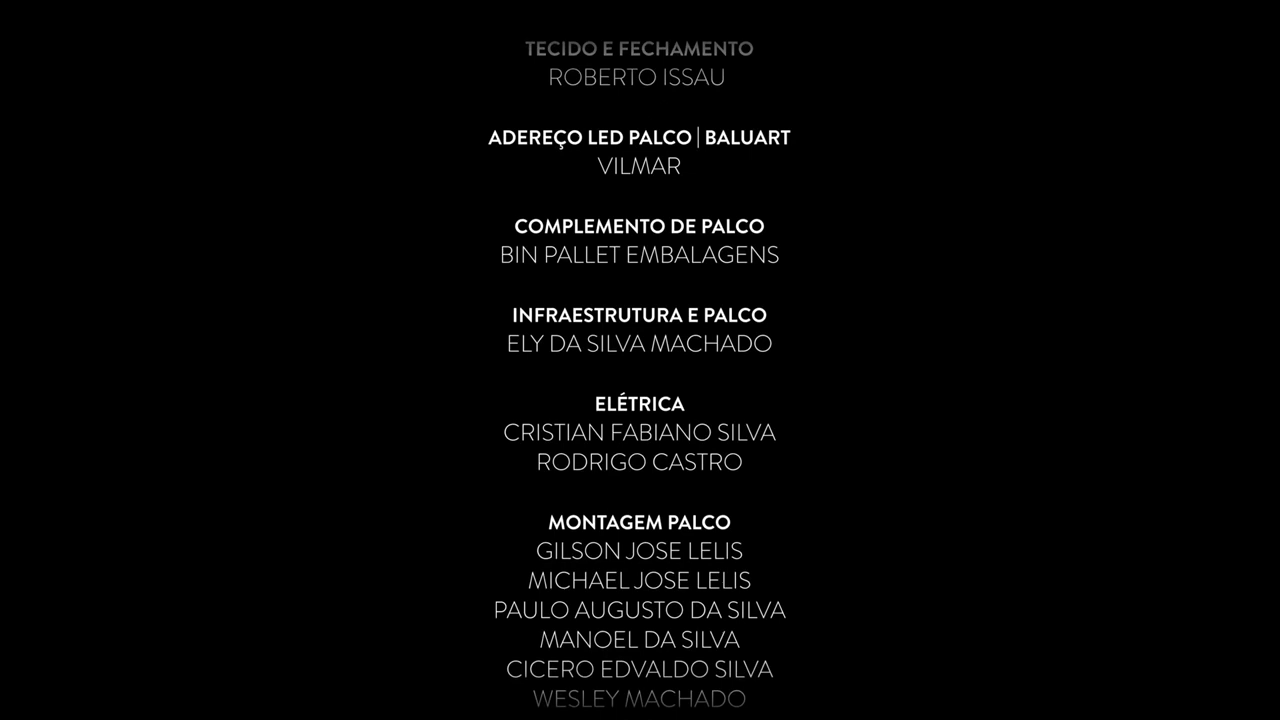 TECIDO E FECHAMENTO
ROBERTO ISSAU
ADEREÇO LED PALCO | BALUART
VILMAR
COMPLEMENTO DE PALCO
BIN PALLET EMBALAGENS
INFRAESTRUTURA E PALCO
ELY DA SILVA MACHADO
ELÉTRICA
CRISTIAN FABIANO SILVA
RODRIGO CASTRO
MONTAGEM PALCO
GILSON JOSE LELIS
MICHAEL JOSE LELIS
PAULO AUGUSTO DA SILVA
MANOEL DA SILVA
CICERO EDVALDO SILVA
WESLEY MACHADO